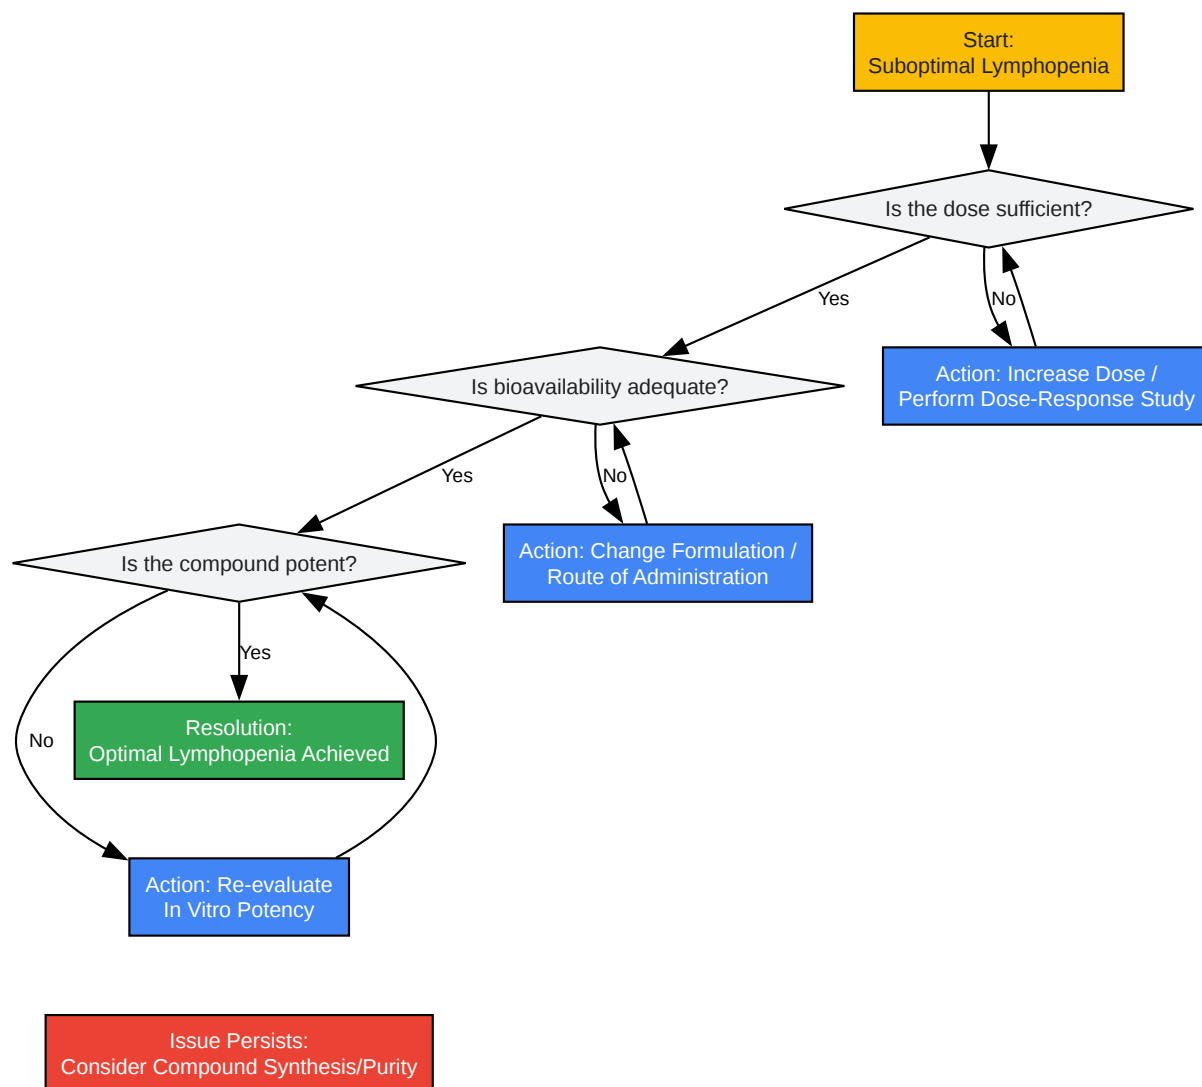 Start:
Suboptimal Lymphopenia
Is the dose sufficient?
Yes
No
Action: Increase Dose /
Perform Dose-Response Study
Is bioavailability adequate?
Yes
No
Action: Change Formulation /
Route of Administration
Is the compound potent?
Yes
No
Resolution:
Optimal Lymphopenia Achieved
Action: Re-evaluate
In Vitro Potency
Issue Persists:
Consider Compound Synthesis/Purity